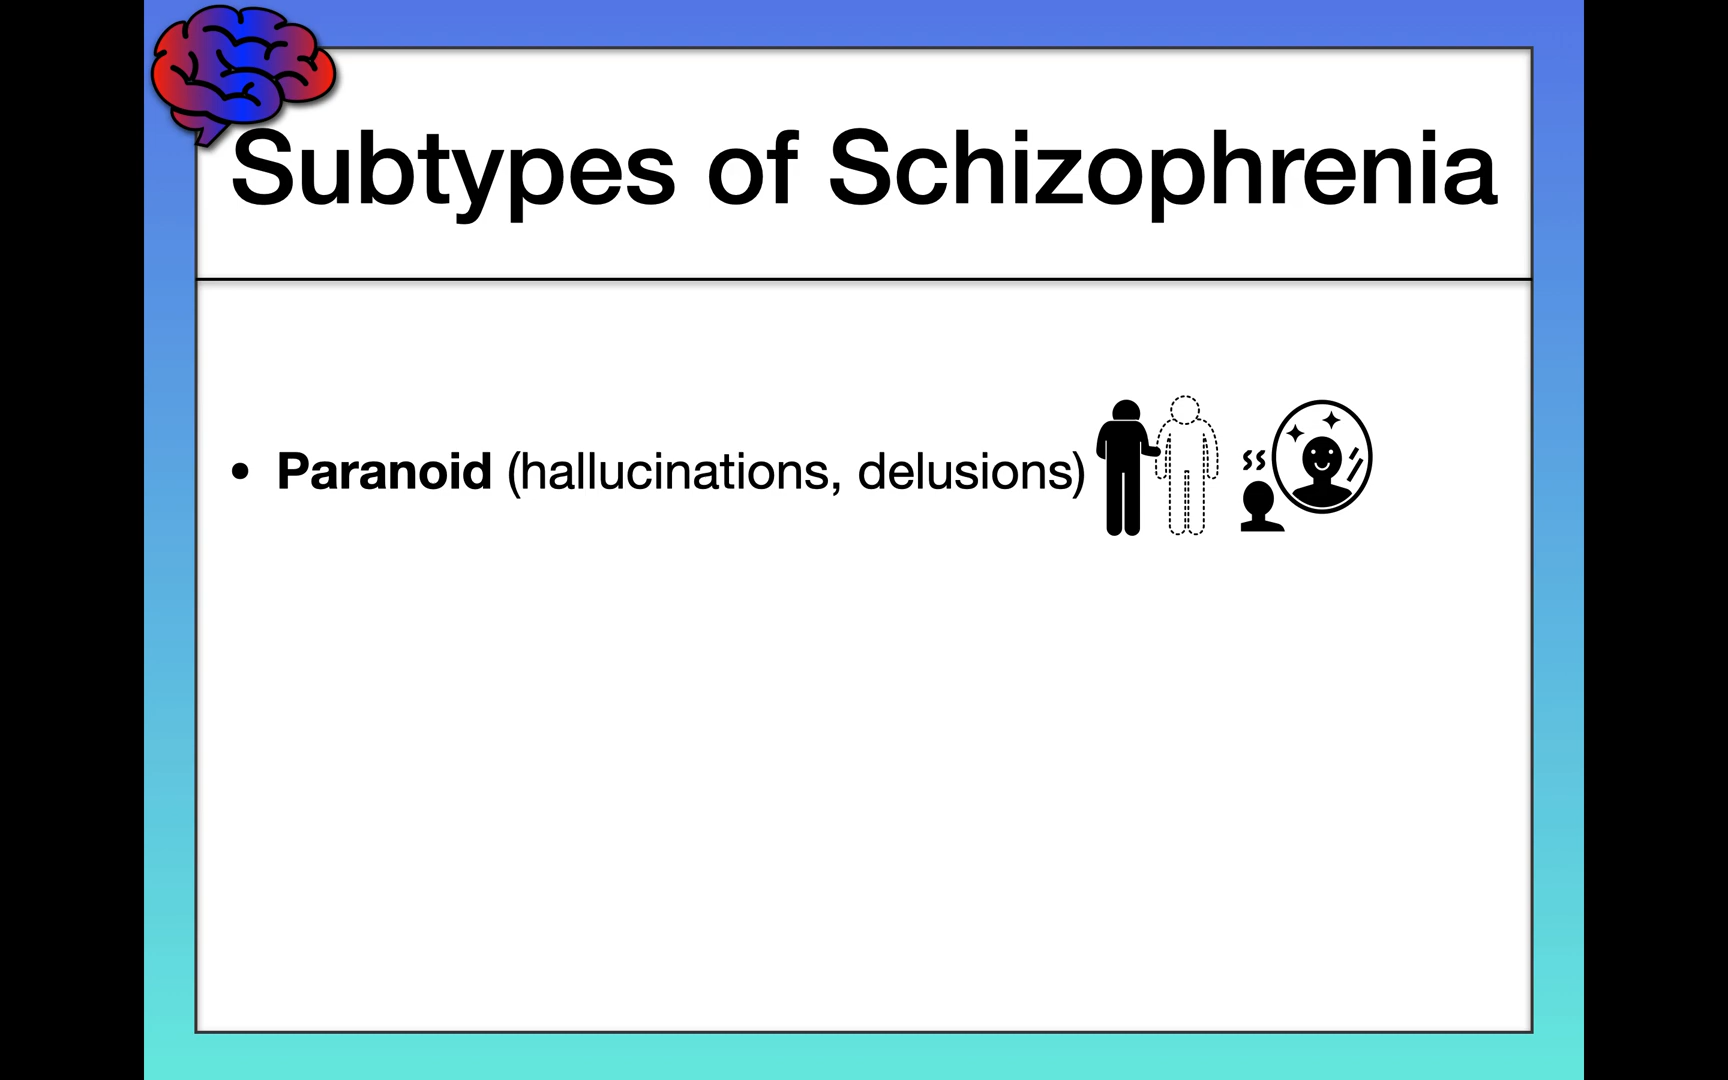 Subtypes of Schizophrenia
• Paranoid (hallucinations, delusions)